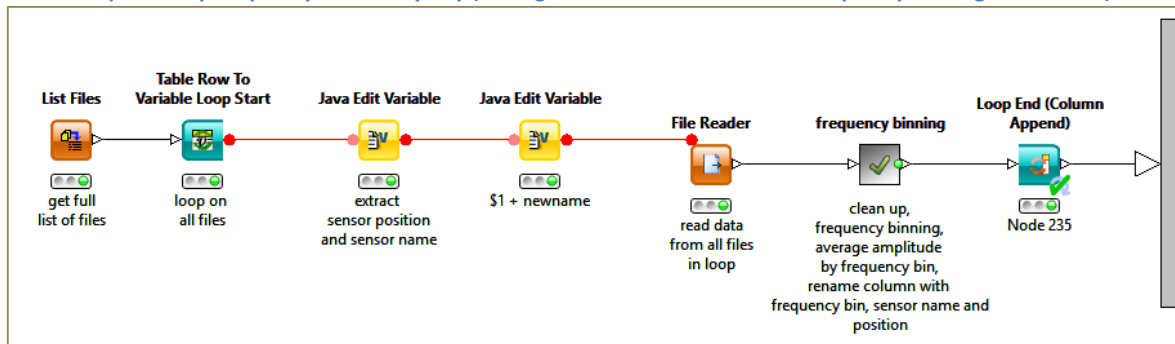 Table Row To
List Files
Variable Loop Start
Java Edit Variable
Java Edit Variable
File Reader
frequency binning
Loop End (Column
Append)
get full
list of files
loop on
all files
extract
sensor position
and sensor name
$1 + newname
read data
from all files
in loop
clean up,
frequency binning,
average amplitude
by frequency bin,
rename column with
frequency bin, sensor name and
position
Node 235